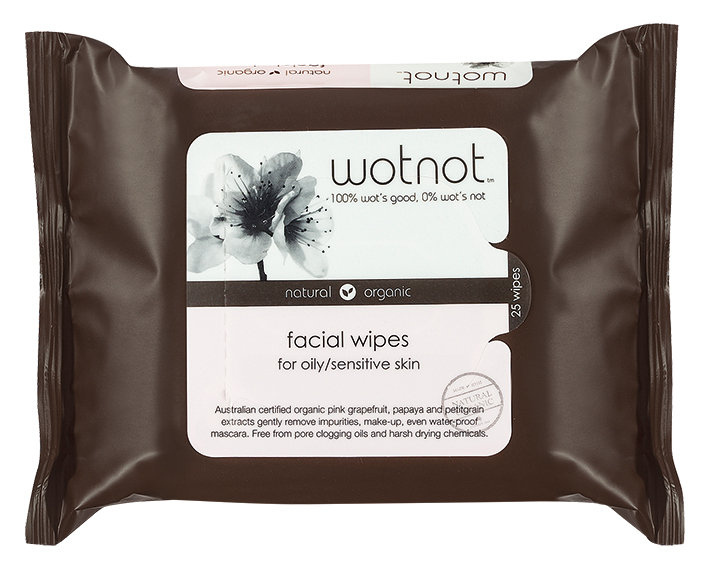 natural organic
wotnot
wotnot™
100% wot's good, 0% wot's not
natural organic
25 wipes
facial wipes
for oily/sensitive skin
NATURAL
Australian certified organic pink grapefruit, papaya and petitgrain
extracts gently remove impurities, make-up, even water-proof
mascara. Free from pore clogging oils and harsh drying chemicals.